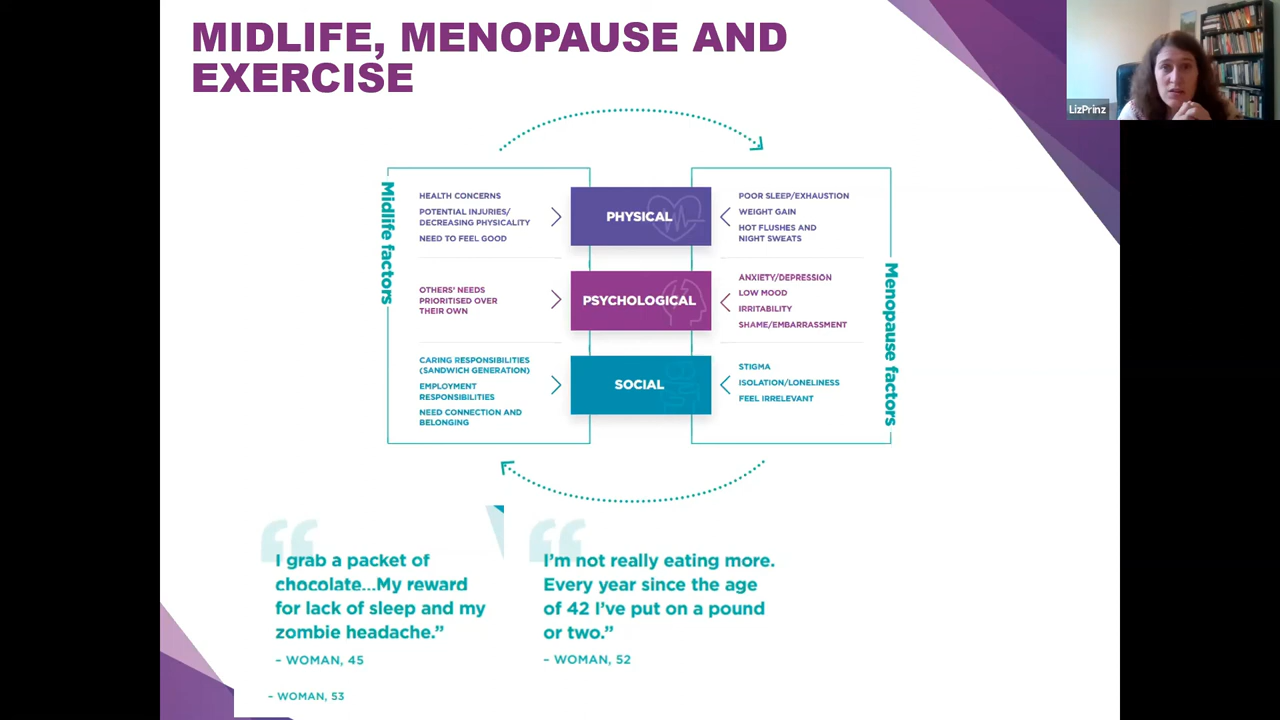 MIDLIFE, MENOPAUSE AND
EXERCISE
LizPrinz
Midlife factors
HEALTH CONCERNS
POTENTIAL INJURIES/
DECREASING PHYSICALITY
NEED TO FEEL GOOD
PHYSICAL
POOR SLEEP/EXHAUSTION
WEIGHT GAIN
HOT FLUSHES AND
NIGHT SWEATS
OTHERS' NEEDS
PRIORITISED OVER
THEIR OWN
PSYCHOLOGICAL
ANXIETY/DEPRESSION
LOW MOOD
IRRITABILITY
SHAME/EMBARRASSMENT
CARING RESPONSIBILITIES
(SANDWICH GENERATION)
EMPLOYMENT
RESPONSIBILITIES
NEED CONNECTION AND
BELONGING
SOCIAL
STIGMA
ISOLATION/LONELINESS
FEEL IRRELEVANT
Menopause factors
“
I grab a packet of
chocolate...My reward
for lack of sleep and my
zombie headache.”
– WOMAN, 45
– WOMAN, 53
“
I'm not really eating more.
Every year since the age
of 42 I've put on a pound
or two.”
– WOMAN, 52